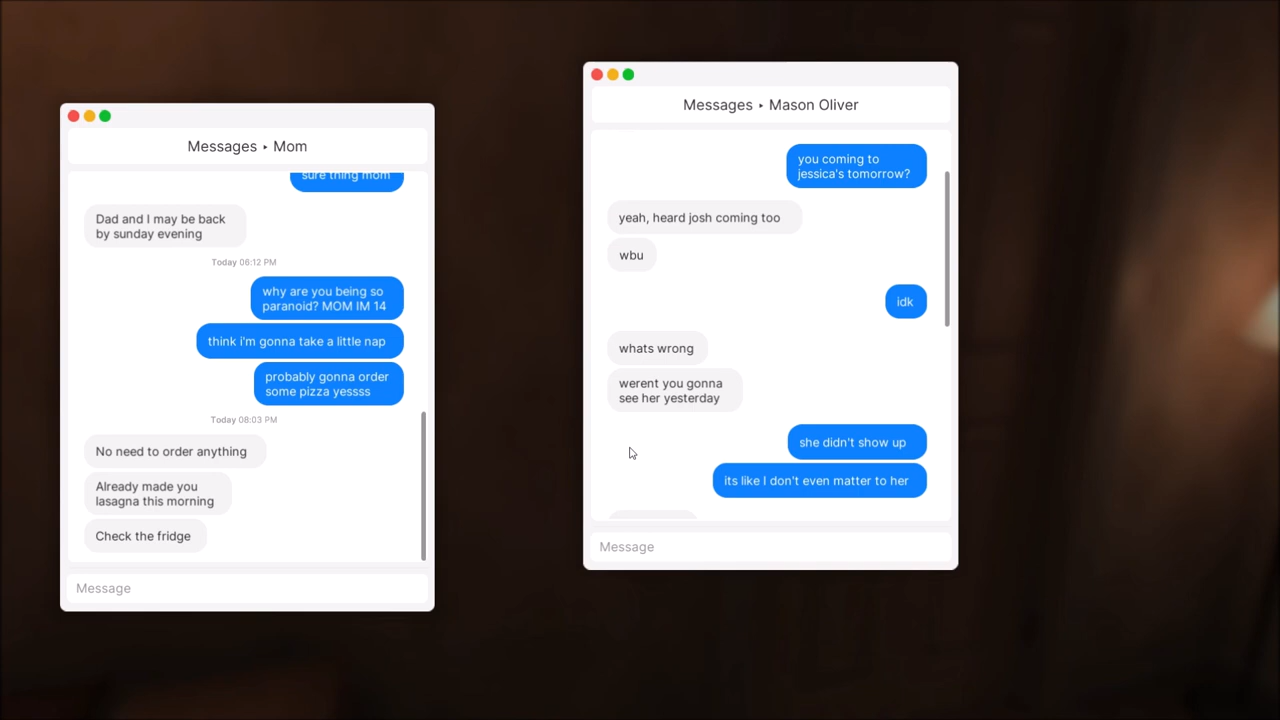 Messages ‣ Mom
sure thing mom
Dad and I may be back
by sunday evening
Today 06:12 PM
why are you being so
paranoid? MOM IM 14
think i'm gonna take a little nap
probably gonna order
some pizza yessss
Today 08:03 PM
No need to order anything
Already made you
lasagna this morning
Check the fridge
Message
Messages ‣ Mason Oliver
you coming to
jessica's tomorrow?
yeah, heard josh coming too
wbu
idk
whats wrong
werent you gonna
see her yesterday
she didn't show up
its like I don't even matter to her
Message